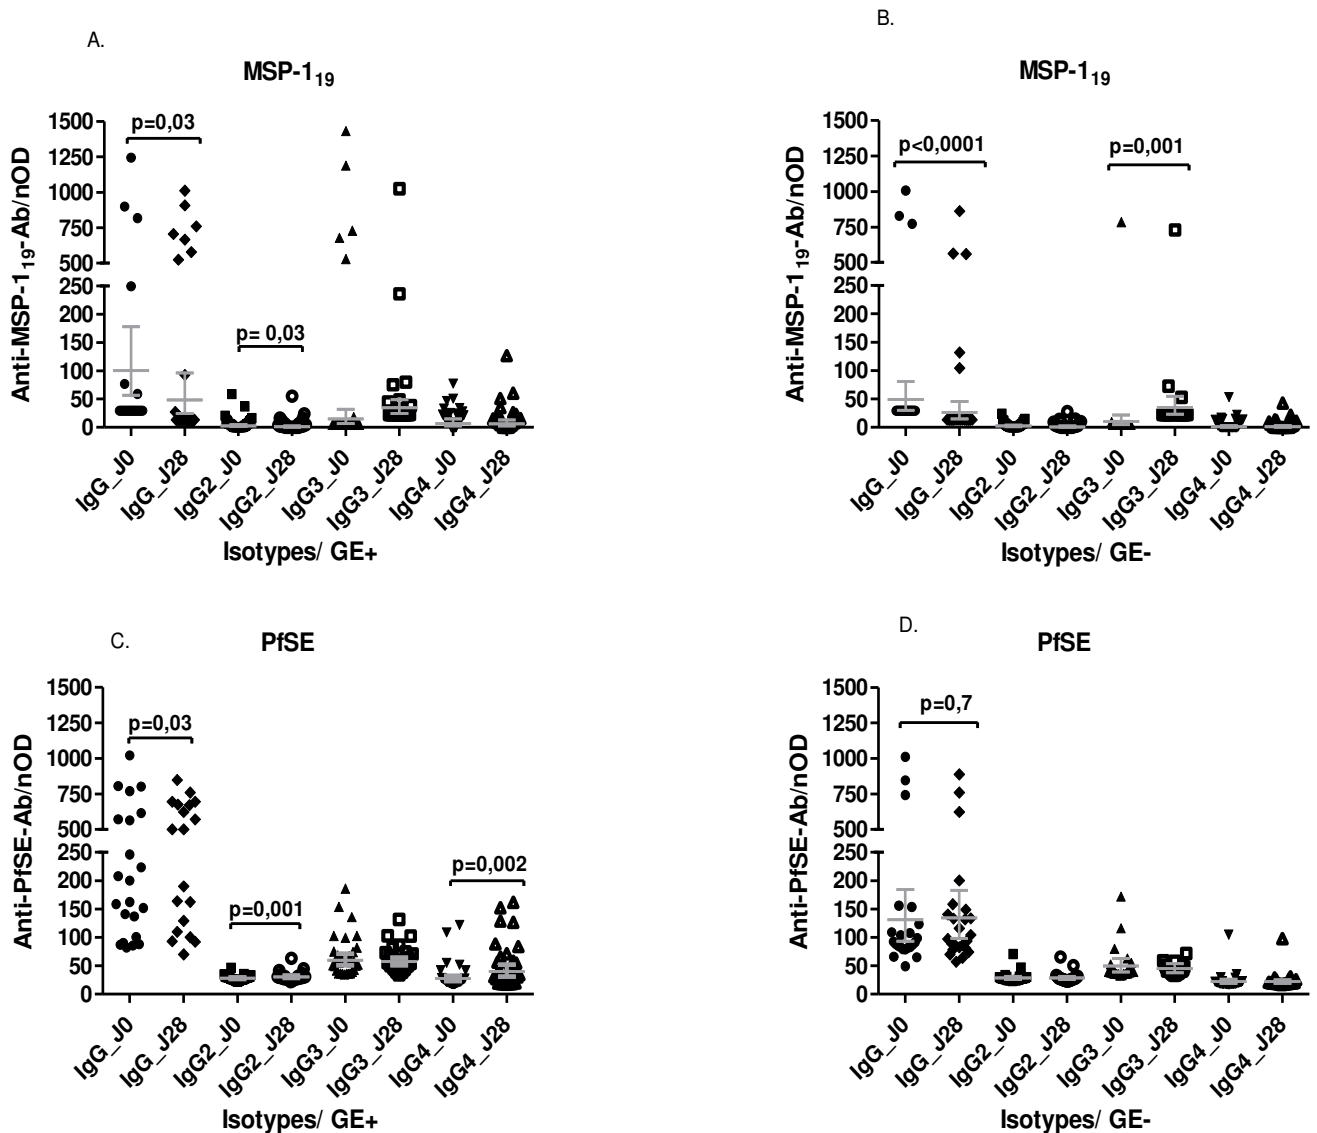 A.
MSP-1₁₉
Anti-MSP-1₁₉-Ab/nOD
1500
1250
1000
750
500
250
200
150
100
50
0
p=0,03
p= 0,03
IgG_J0
IgG_J28
IgG2_J0
IgG2_J28
IgG3_J0
IgG3_J28
IgG4_J0
IgG4_J28
Isotypes/ GE+
B.
MSP-1₁₉
Anti-MSP-1₁₉-Ab/nOD
1500
1250
1000
750
500
250
200
150
100
50
0
p<0,0001
p=0,001
IgG_J0
IgG_J28
IgG2_J0
IgG2_J28
IgG3_J0
IgG3_J28
IgG4_J0
IgG4_J28
Isotypes/ GE-
C.
PfSE
Anti-PfSE-Ab/nOD
1500
1250
1000
750
500
250
200
150
100
50
0
p=0,03
p=0,001
p=0,002
IgG_J0
IgG_J28
IgG2_J0
IgG2_J28
IgG3_J0
IgG3_J28
IgG4_J0
IgG4_J28
Isotypes/ GE+
D.
PfSE
Anti-PfSE-Ab/nOD
1500
1250
1000
750
500
250
200
150
100
50
0
p=0,7
IgG_J0
IgG_J28
IgG2_J0
IgG2_J28
IgG3_J0
IgG3_J28
IgG4_J0
IgG4_J28
Isotypes/ GE-